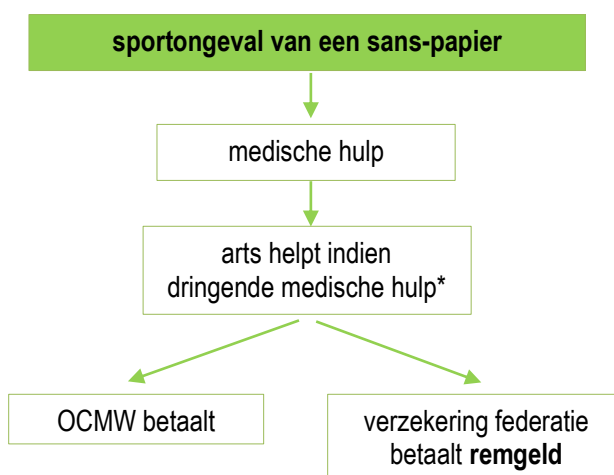 sportongeval van een sans-papier
medische hulp
arts helpt indien
dringende medische hulp*
OCMW betaalt
verzekering federatie
betaalt remgeld